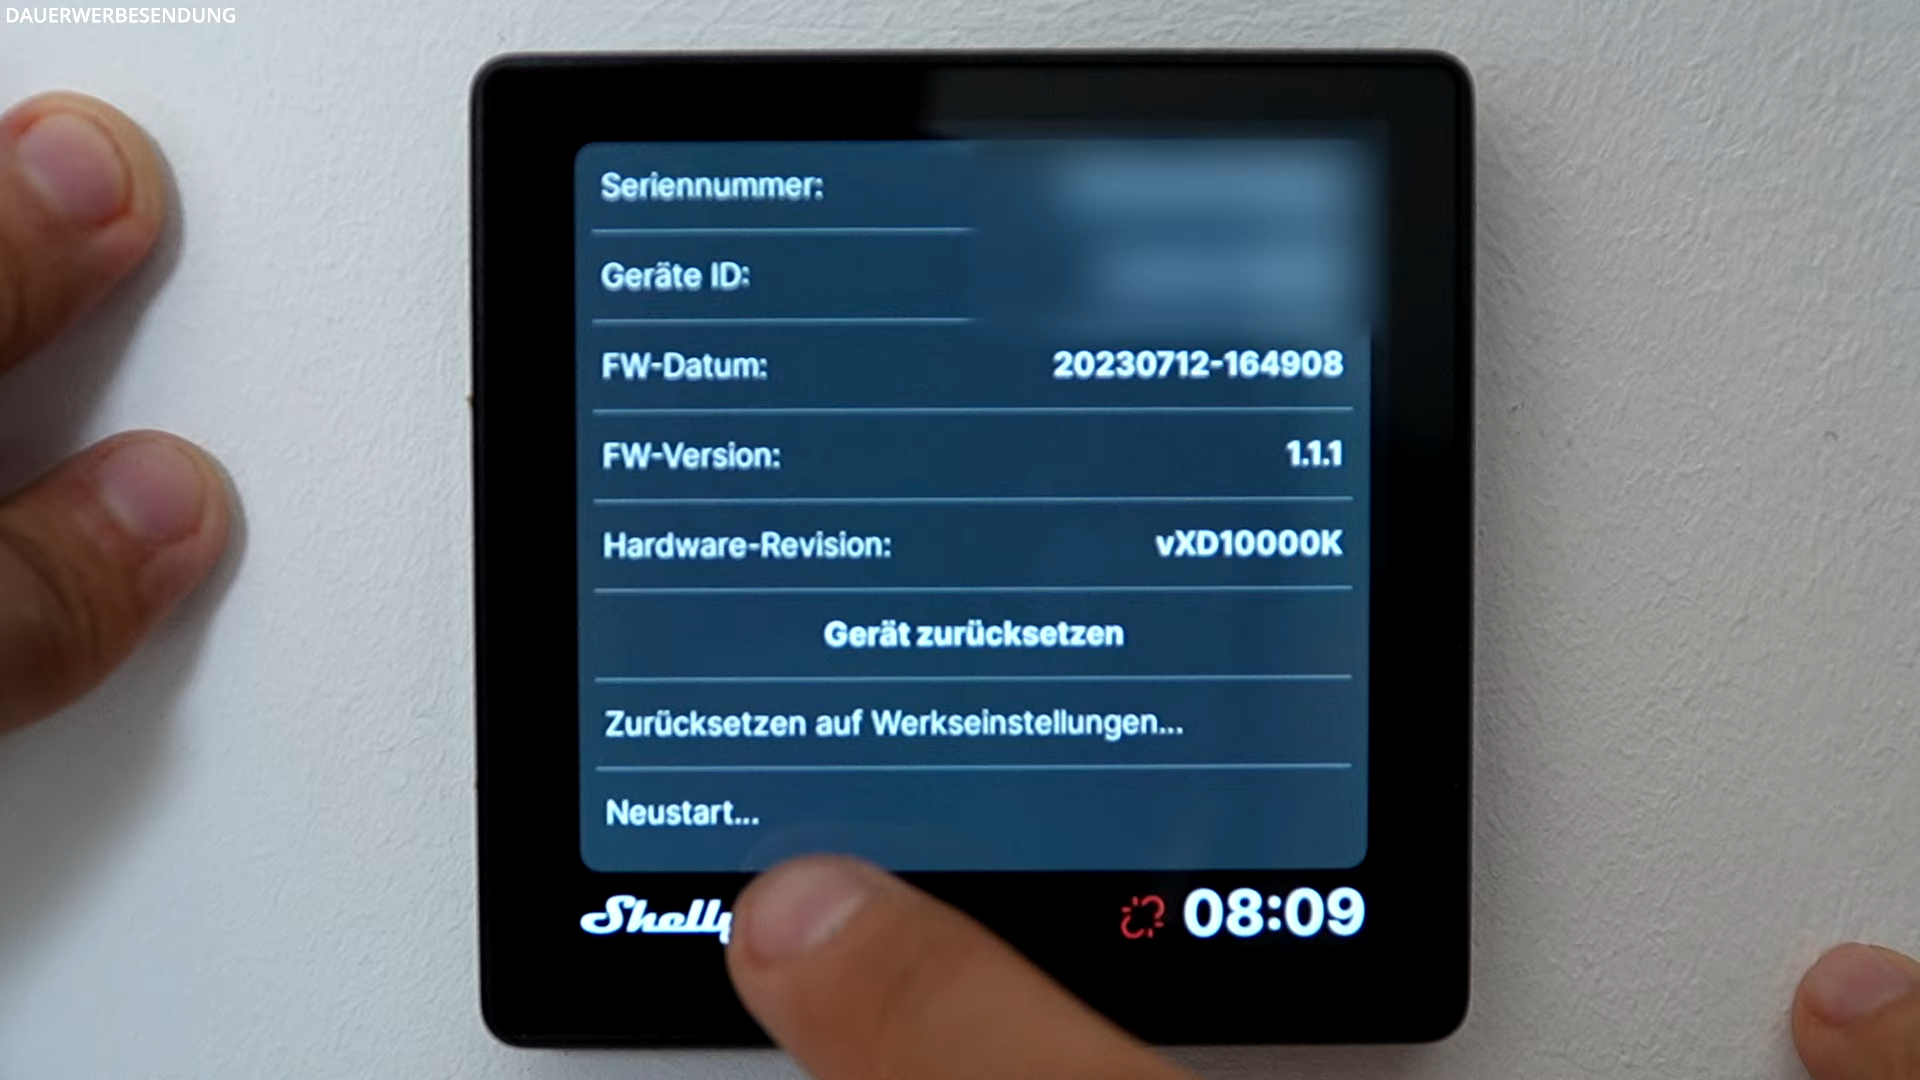 DAUERWERBESENDUNG
Seriennummer:
Geräte ID:
FW-Datum: 20230712-164908
FW-Version: 1.1.1
Hardware-Revision: vXD10000K
Gerät zurücksetzen
Zurücksetzen auf Werkseinstellungen...
Neustart...
Shelly 08:09